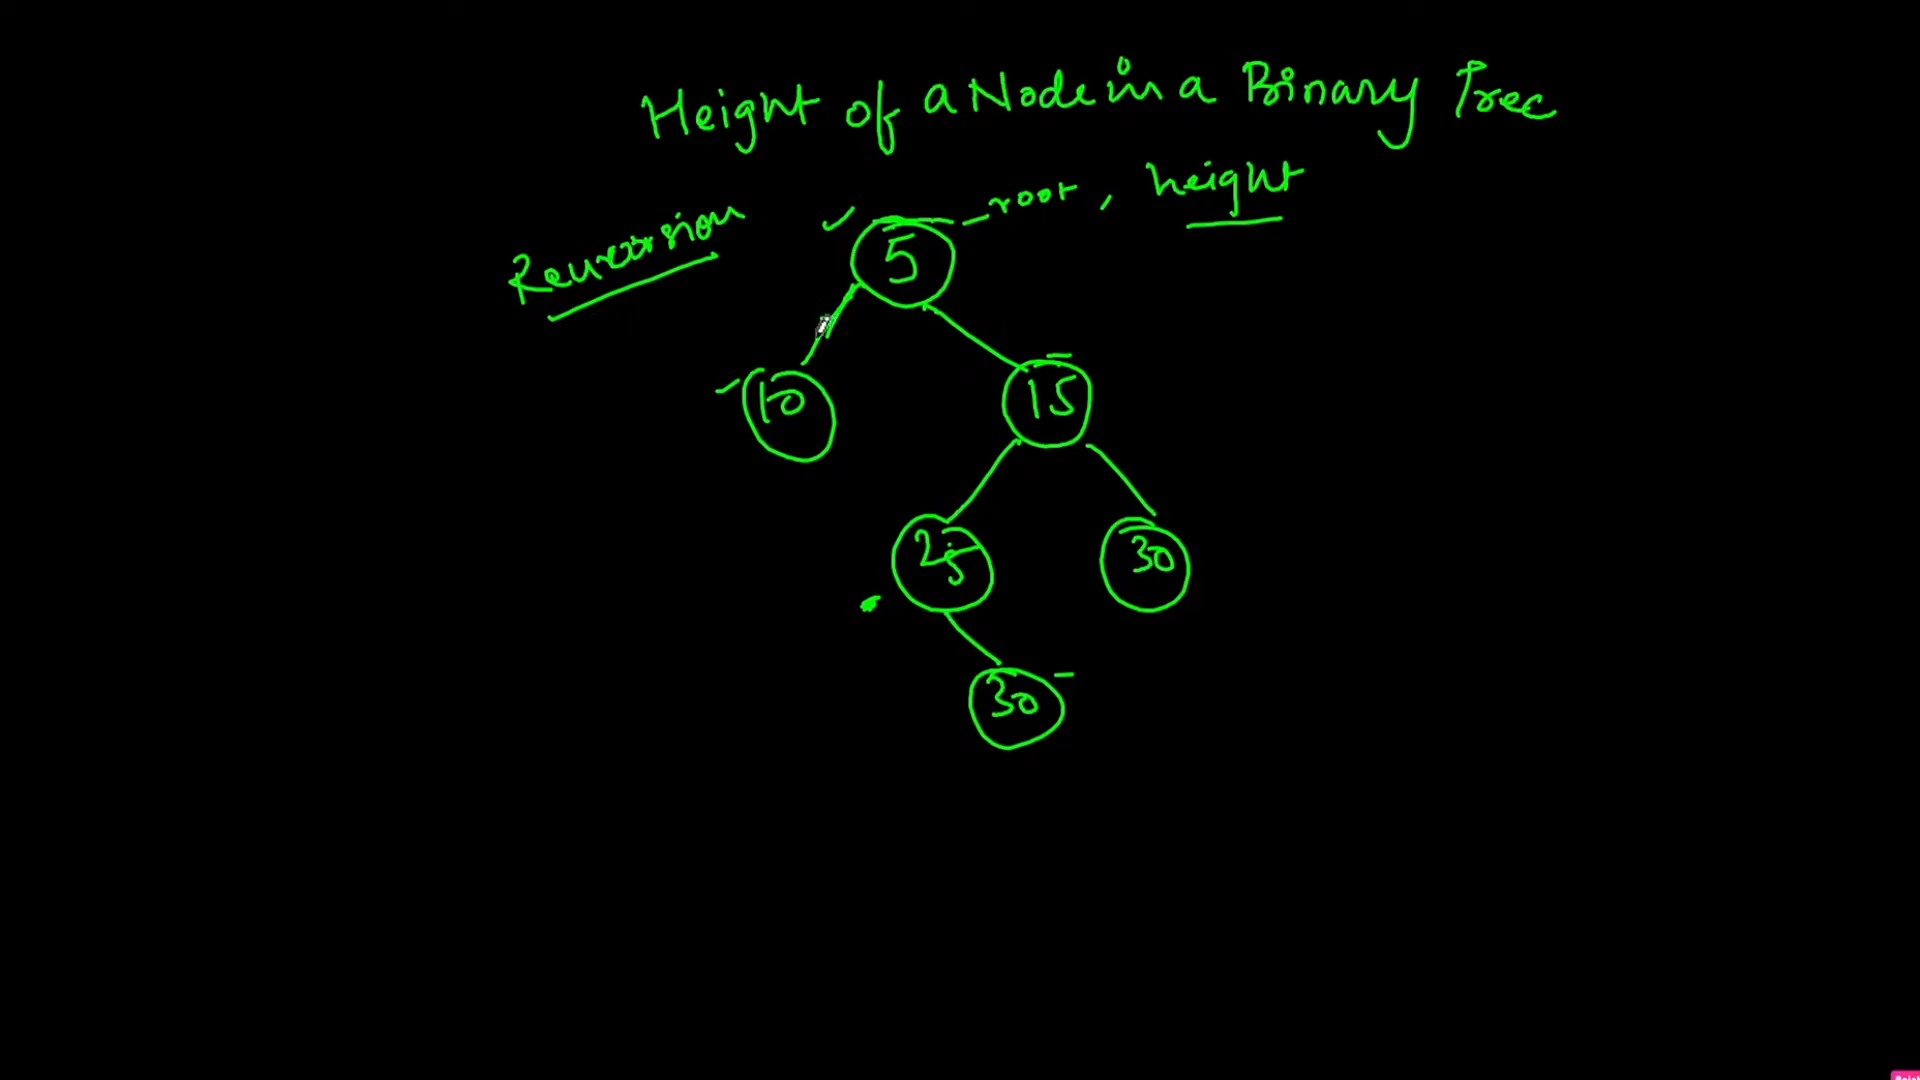 Height of a Node in a Binary Tree
Recursion
root, height
5
10
15
25
30
30